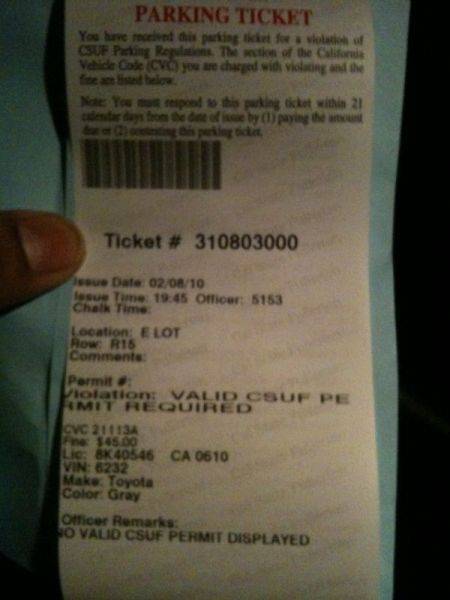 PARKING TICKET
You have received this parking ticket for a violation of
CSUF Parking Regulations. The section of the California
Vehicle Code (CVC) you are charged with violating and the
fine are listed below.
Note: You must respond to this parking ticket within 21
calendar days from the date of issue by (1) paying the amount
due or (2) contesting this parking ticket.
Ticket # 310803000
Issue Date: 02/08/10
Issue Time: 19:45 Officer: 5153
Chalk Time:
Location: E LOT
Row: R15
Comments:
Permit #:
Violation: VALID CSUF PE
RMIT REQUIRED
CVC 21113A
Fine: $45.00
Lic: 8K40546 CA 0610
VIN: 6232
Make: Toyota
Color: Gray
Officer Remarks:
NO VALID CSUF PERMIT DISPLAYED